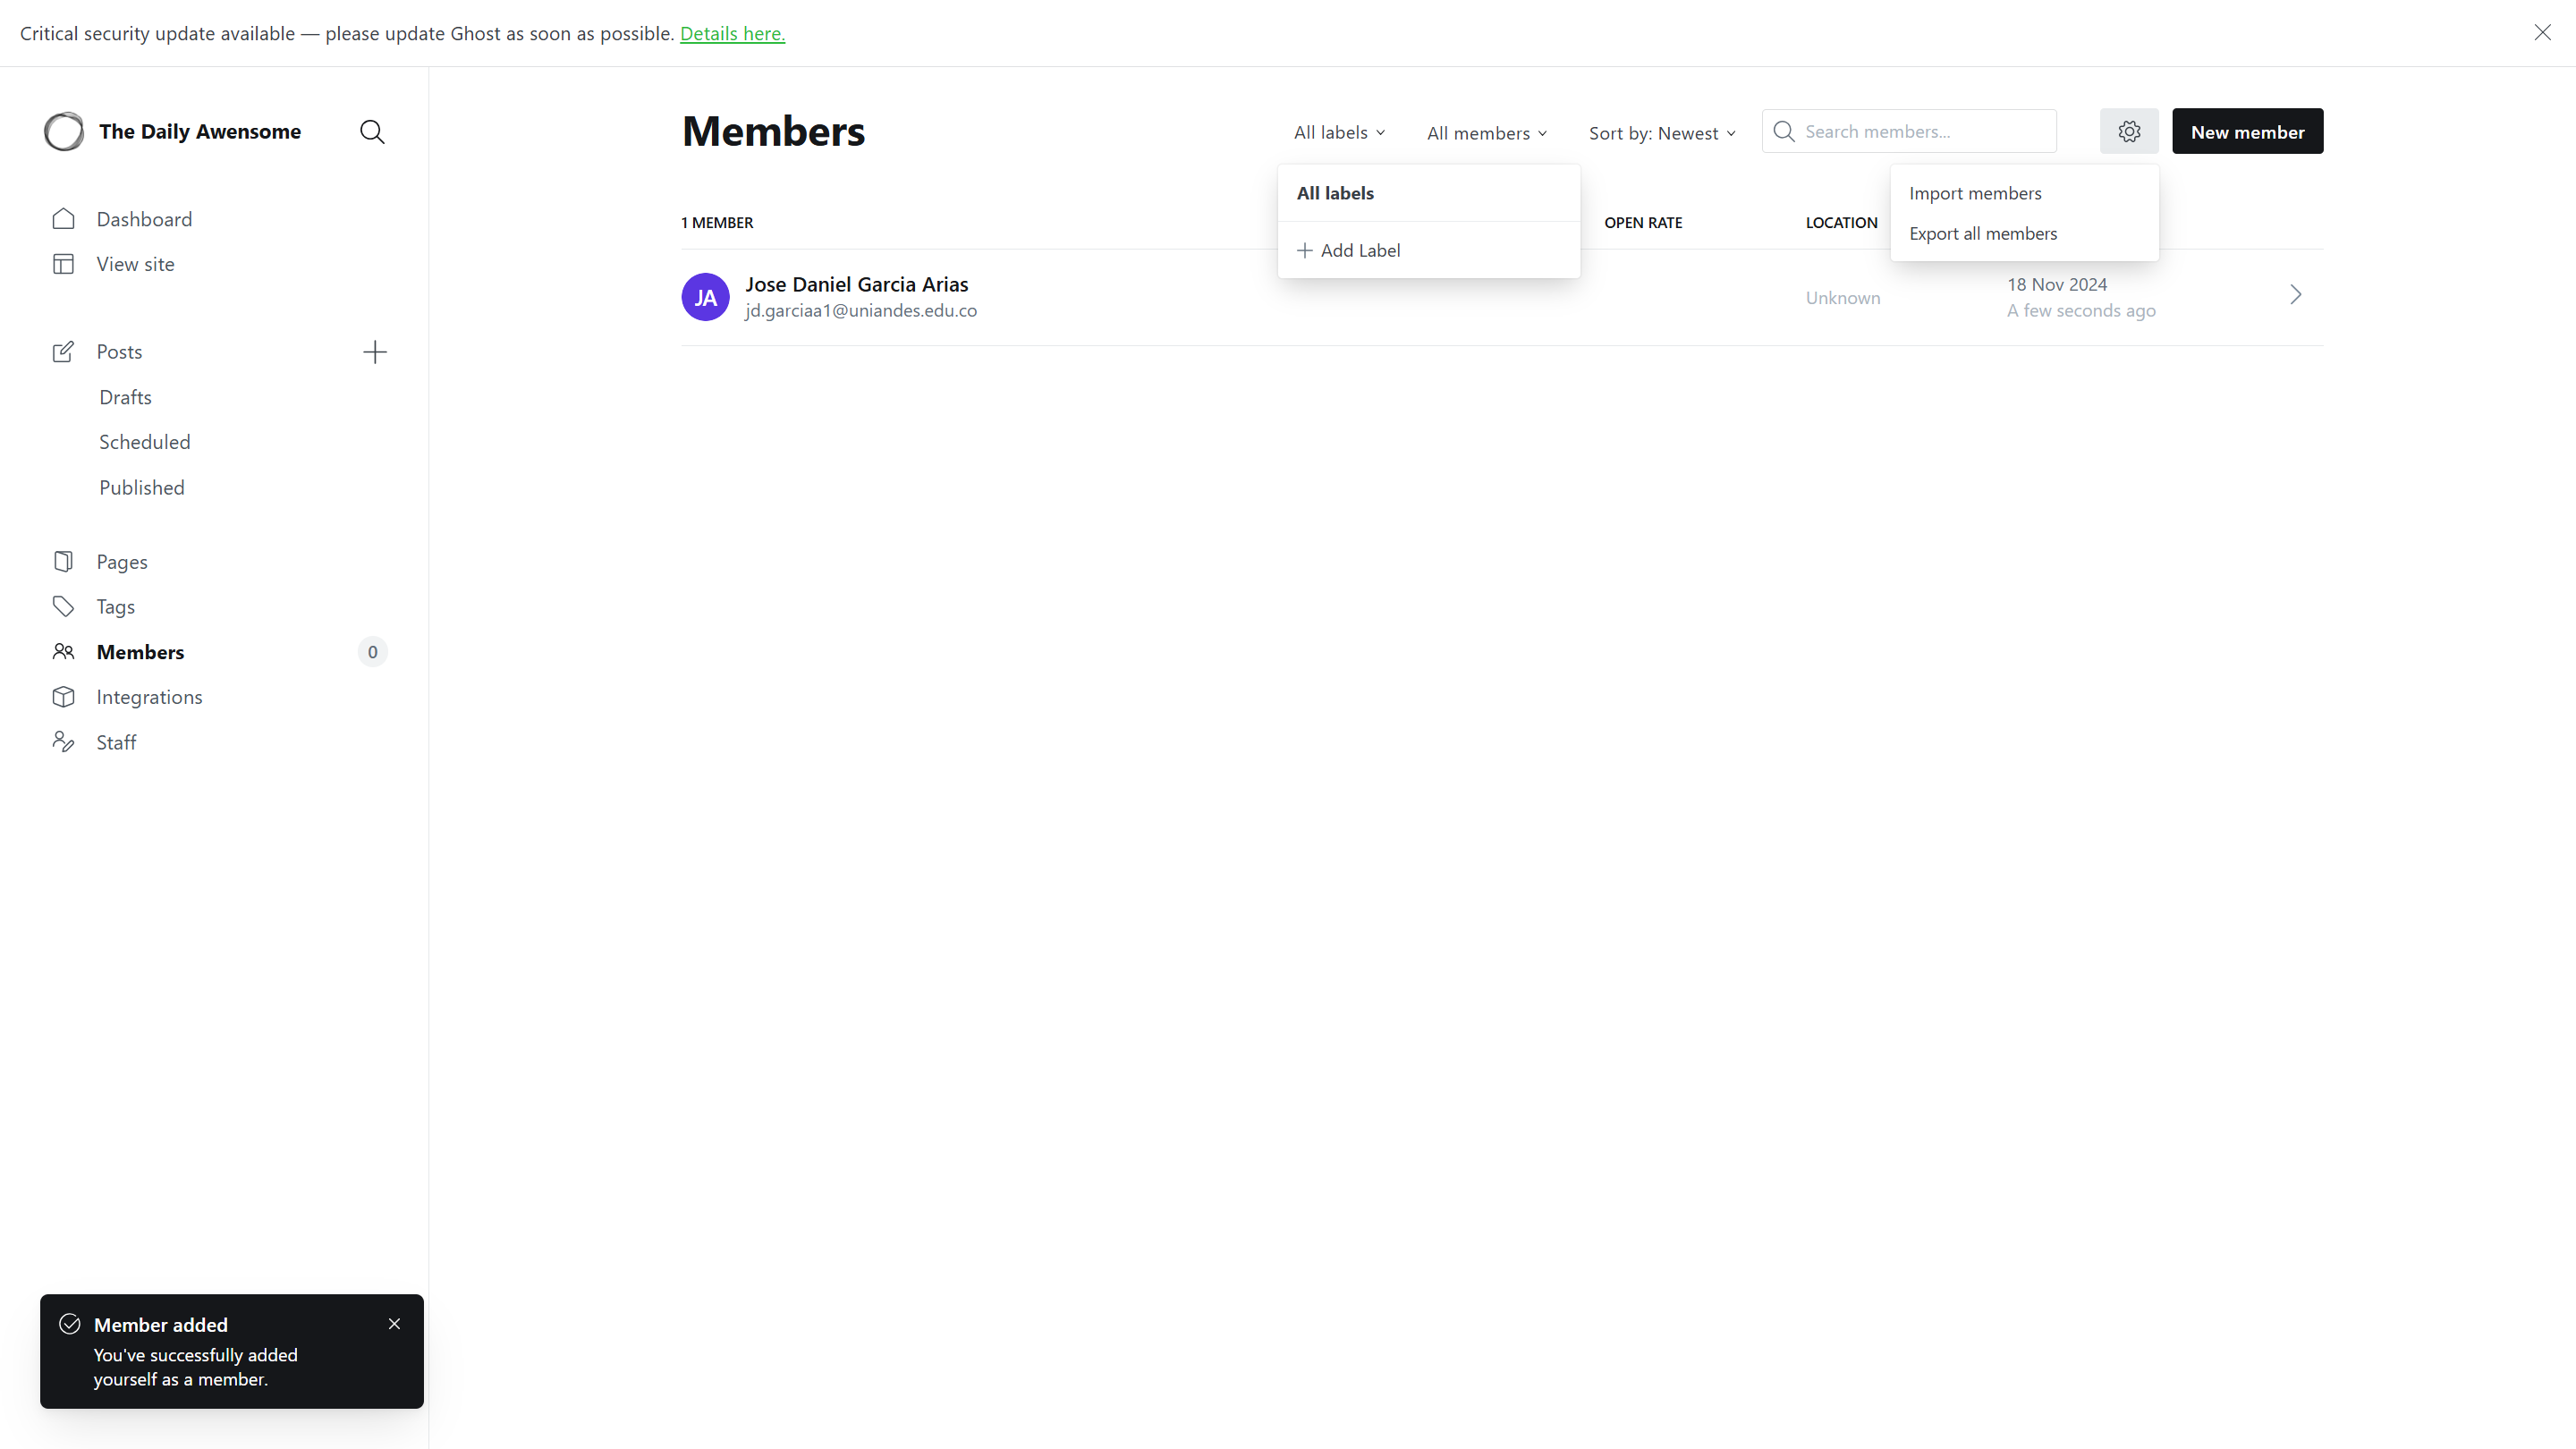 Critical security update available — please update Ghost as soon as possible. Details here.
The Daily Awensome
Dashboard
View site
Posts
Drafts
Scheduled
Published
Pages
Tags
Members
0
Integrations
Staff
Members
All labels
All members
Sort by: Newest
Search members...
New member
All labels
Add Label
Import members
Export all members
1 MEMBER
OPEN RATE
LOCATION
JA
Jose Daniel Garcia Arias
jd.garciaa1@uniandes.edu.co
Unknown
18 Nov 2024
A few seconds ago
Member added
You've successfully added
yourself as a member.